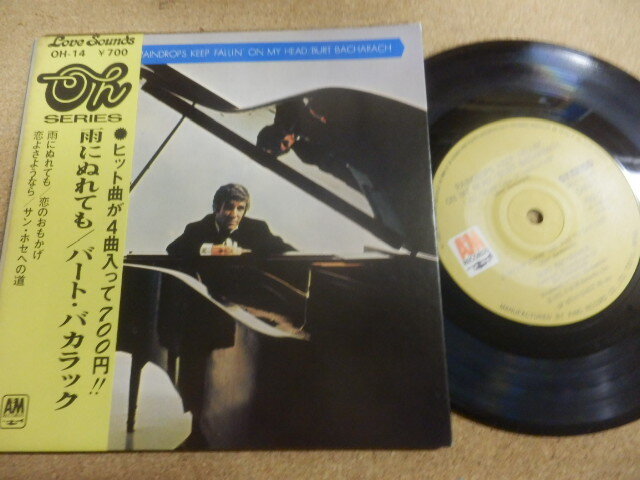 Love Sounds
OH-14 ¥700
Oh
SERIES
RAINDROPS KEEP FALLIN' ON MY HEAD/BURT BACHARACH
✹ヒット曲が4曲入って700円!!
雨にぬれても/バート・バカラック
雨にぬれても/恋のおもかげ
恋よさようなら/サン・ホセへの道
A&M
A&M
RECORDS